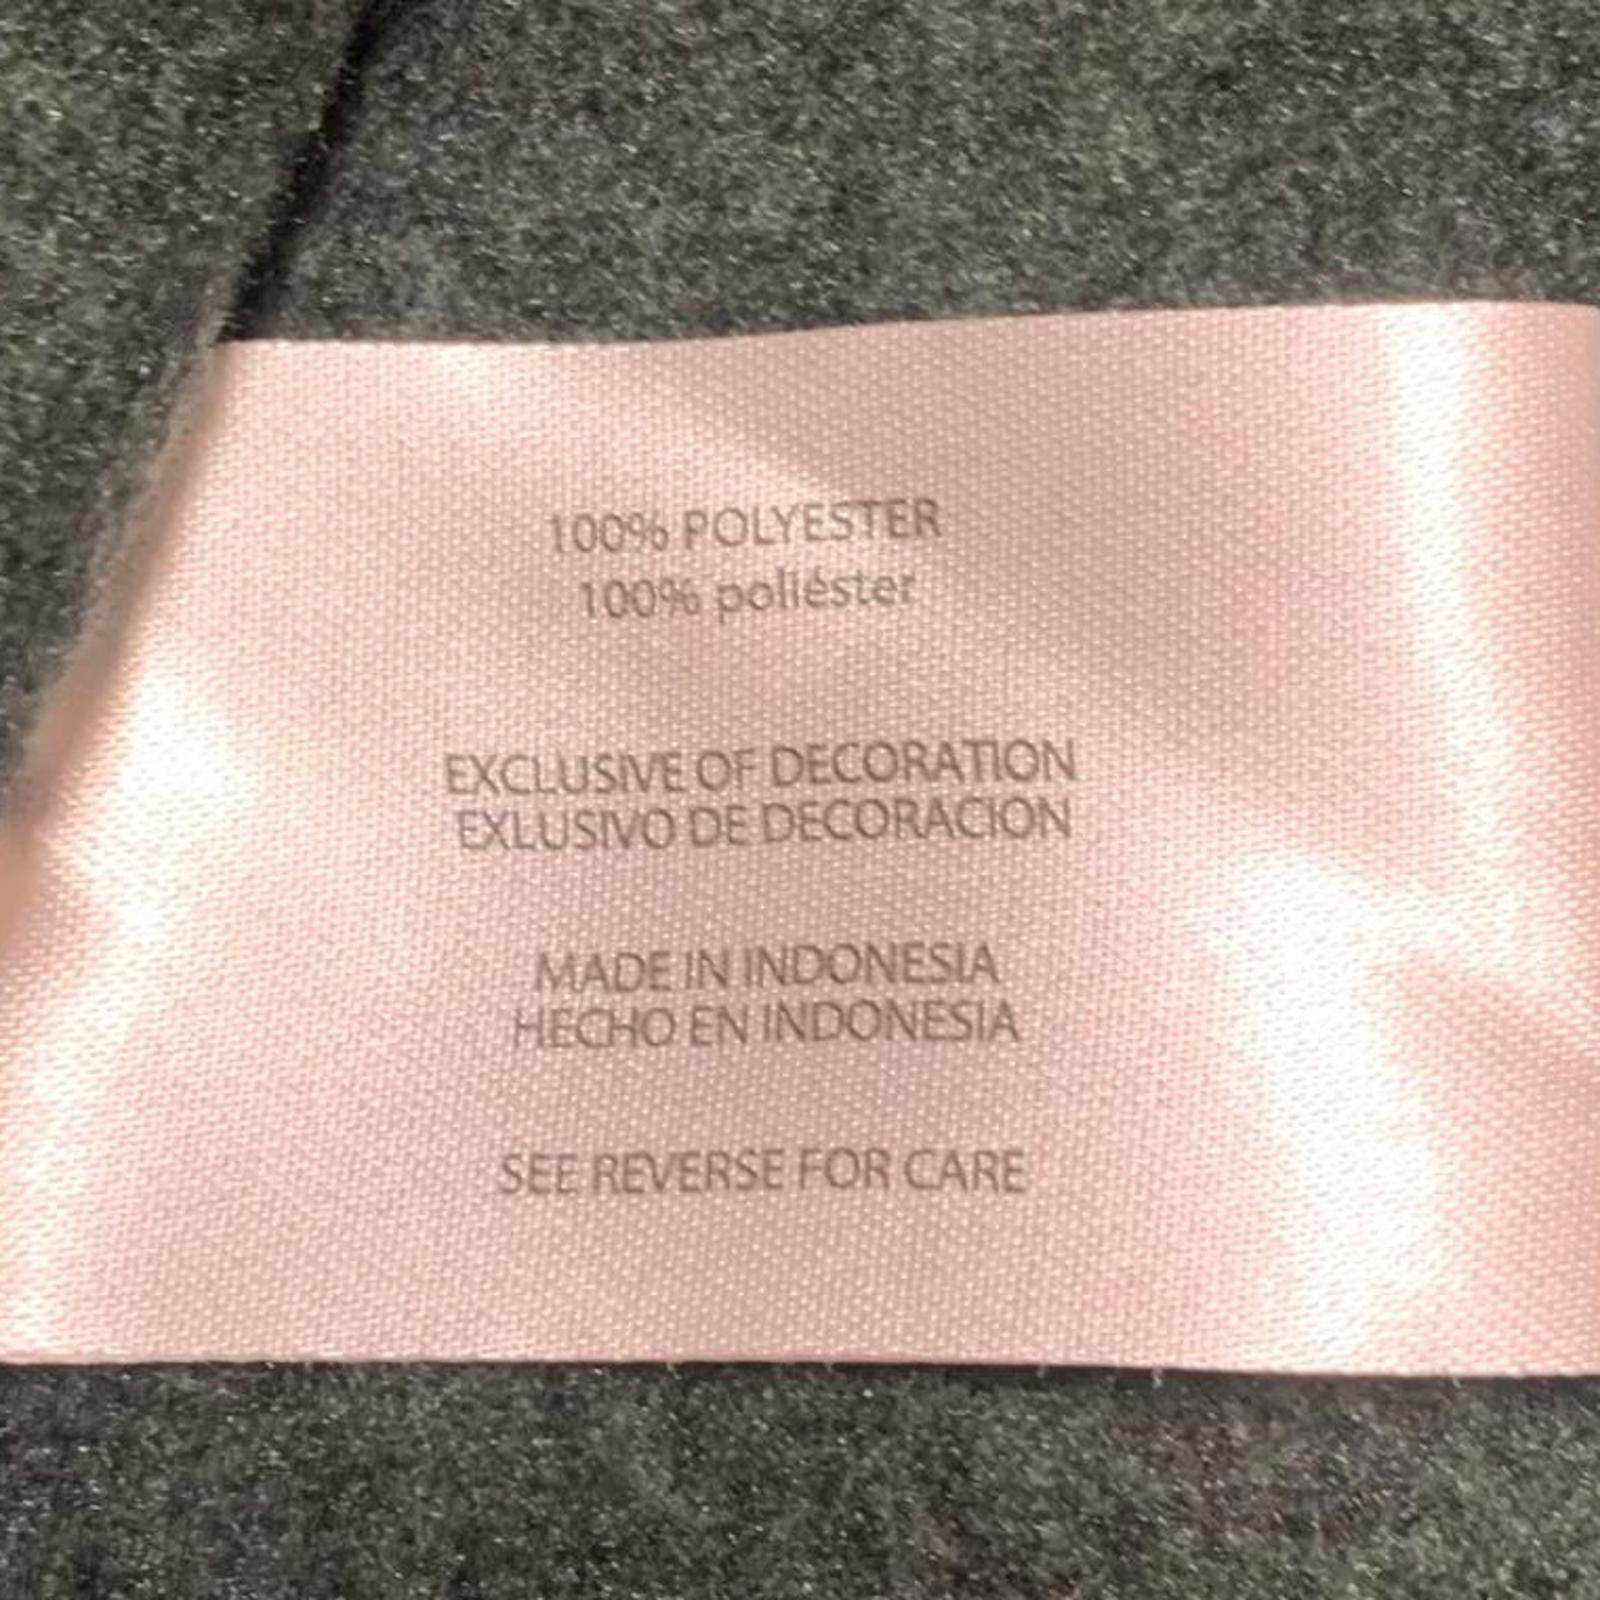 100% POLYESTER
100% poliéster
EXCLUSIVE OF DECORATION
EXLUSIVO DE DECORACION
MADE IN INDONESIA
HECHO EN INDONESIA
SEE REVERSE FOR CARE